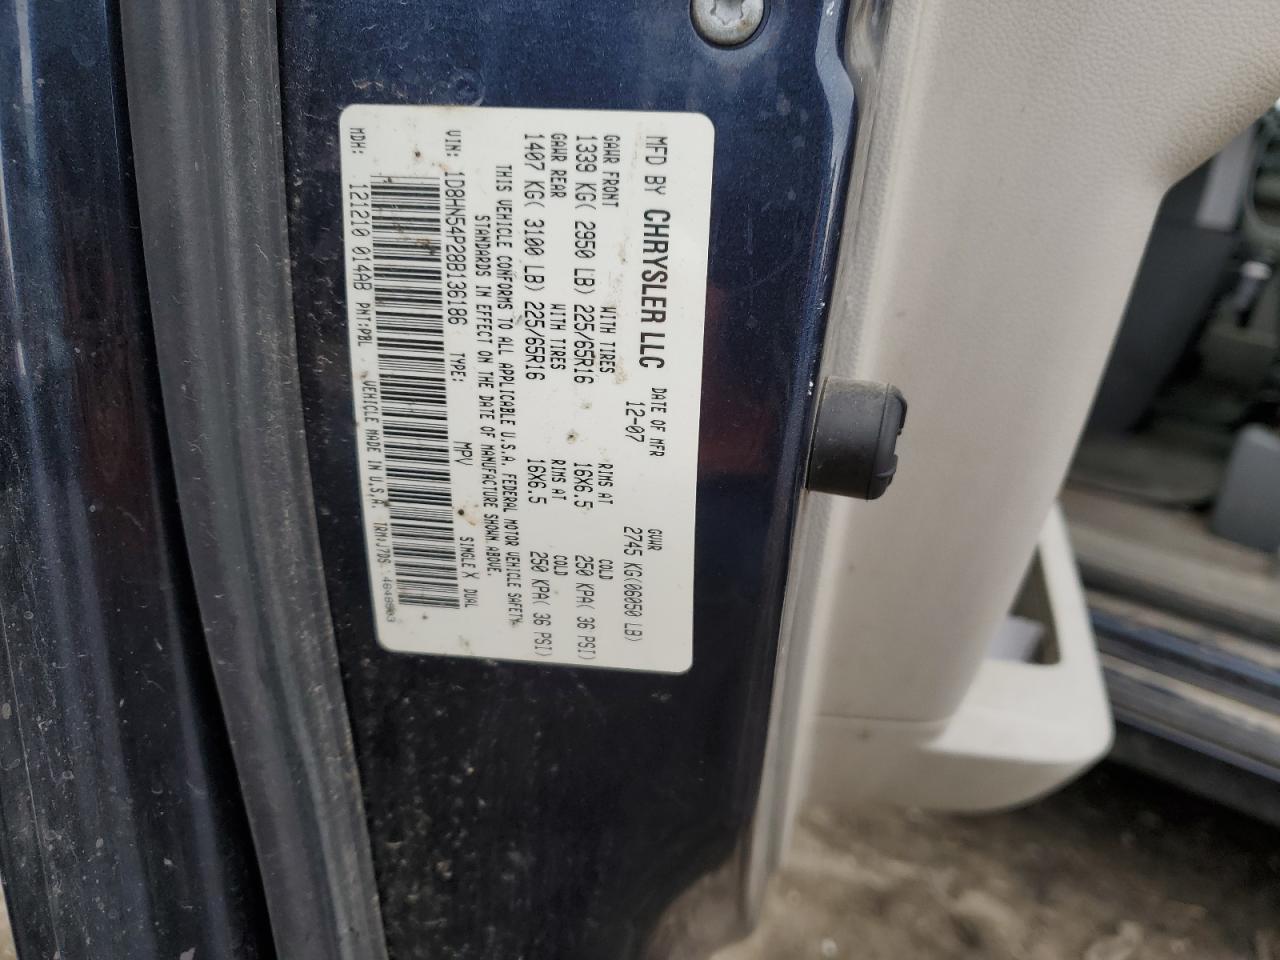 MFD BY CHRYSLER LLC DATE OF MFR 12-07 GVWR 2745 KG(06050 LB)
GAWR FRONT WITH TIRES RIMS AT COLD
1339 KG( 2950 LB) 225/65R16 16X6.5 250 KPA( 36 PSI)
GAWR REAR WITH TIRES RIMS AT COLD
1407 KG( 3100 LB) 225/65R16 16X6.5 250 KPA( 36 PSI)
THIS VEHICLE CONFORMS TO ALL APPLICABLE U.S.A. FEDERAL MOTOR VEHICLE SAFETY
STANDARDS IN EFFECT ON THE DATE OF MANUFACTURE SHOWN ABOVE.
VIN: 1D8HN54P28B136186 TYPE: MPV SINGLE X DUAL
MDH: 121210 014AB PNT:PBL VEHICLE MADE IN U.S.A. TRM:J7DS 4648903